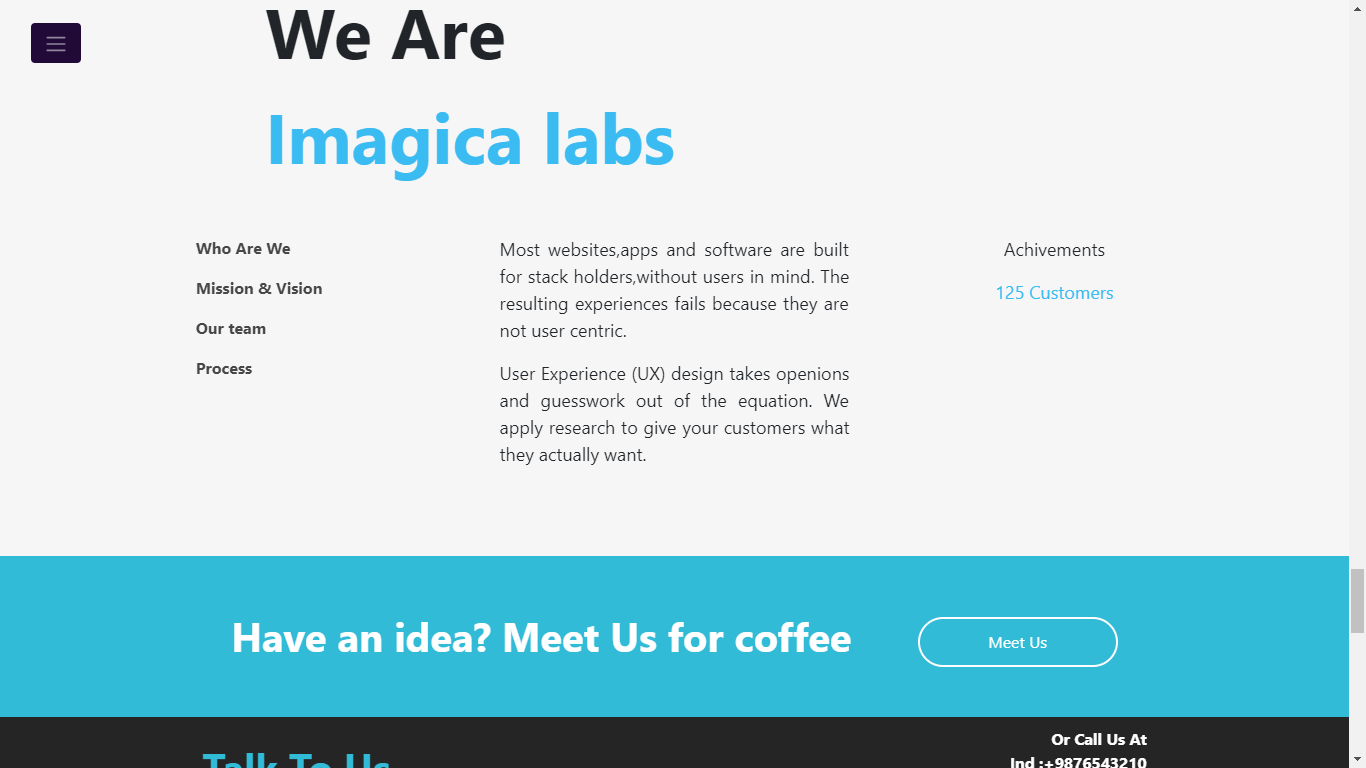 We Are
Imagica labs
Who Are We
Mission & Vision
Our team
Process
Most websites,apps and software are built
for stack holders,without users in mind. The
resulting experiences fails because they are
not user centric.
User Experience (UX) design takes openions
and guesswork out of the equation. We
apply research to give your customers what
they actually want.
Achivements
125 Customers
Have an idea? Meet Us for coffee
Meet Us
Talk To Us
Or Call Us At
Ind :+9876543210